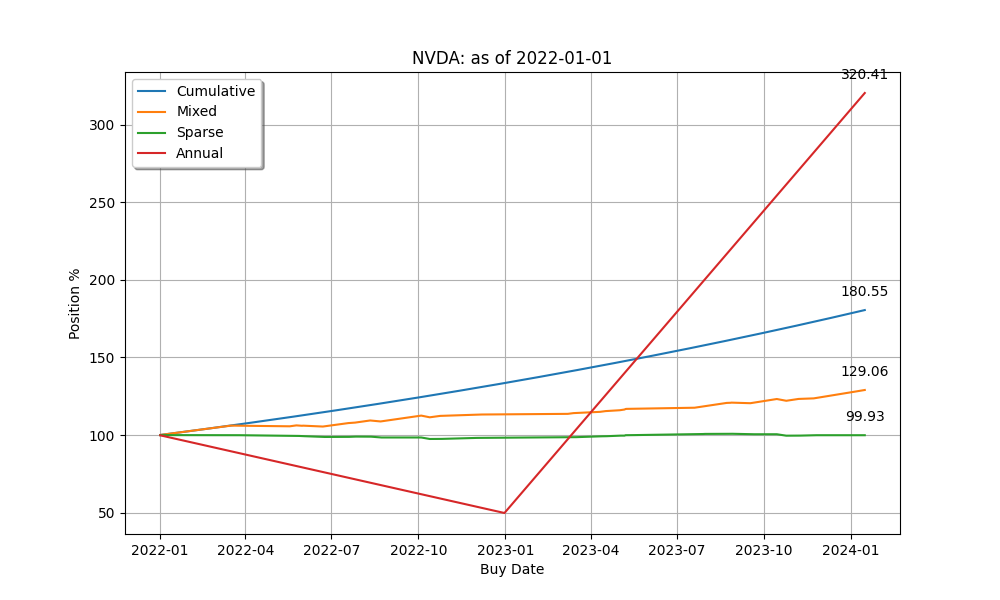 NVDA: as of 2022-01-01
Cumulative
Mixed
Sparse
Annual
320.41
180.55
129.06
99.93
300
250
200
150
100
50
Position %
2022-01 2022-04 2022-07 2022-10 2023-01 2023-04 2023-07 2023-10 2024-01
Buy Date